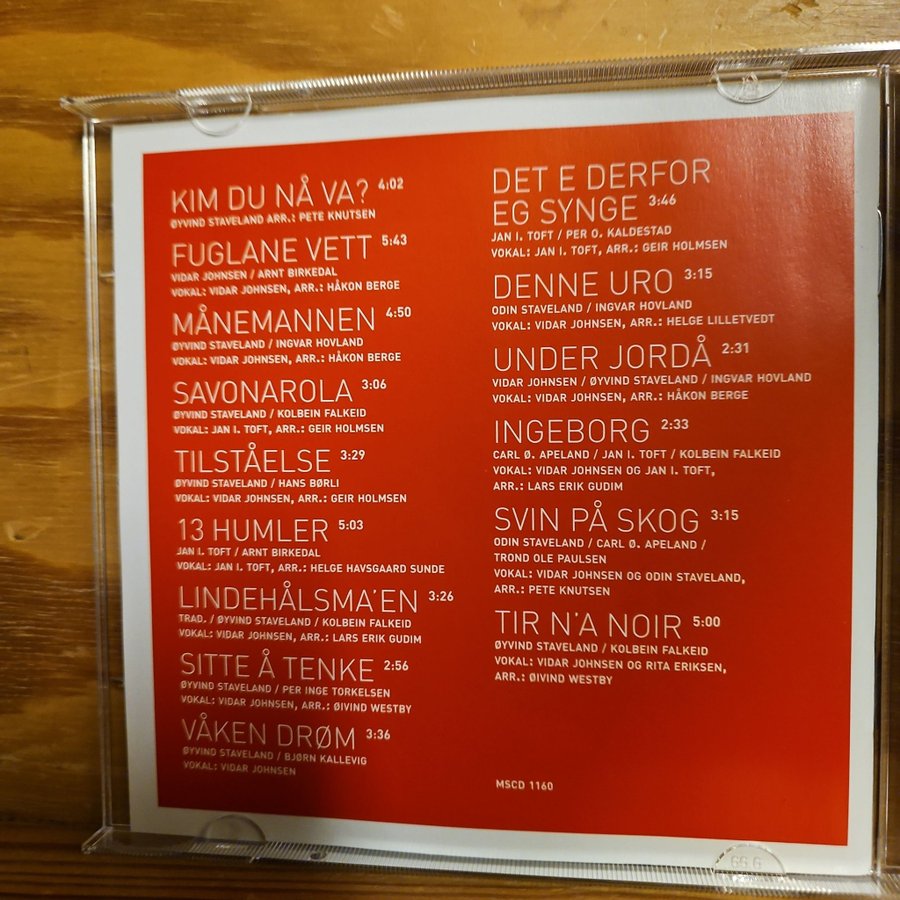 KIM DU NÅ VA? 4:02
ØYVIND STAVELAND ARR.: PETE KNUTSEN
FUGLANE VETT 5:43
VIDAR JOHNSEN / ARNT BIRKEDAL
VOKAL: VIDAR JOHNSEN, ARR.: HÅKON BERGE
MÅNEMANNEN 4:50
ØYVIND STAVELAND / INGVAR HOVLAND
VOKAL: VIDAR JOHNSEN, ARR.: HÅKON BERGE
SAVONAROLA 3:06
ØYVIND STAVELAND / KOLBEIN FALKEID
VOKAL: JAN I. TOFT, ARR.: GEIR HOLMSEN
TILSTÅELSE 3:29
ØYVIND STAVELAND / HANS BØRLI
VOKAL: VIDAR JOHNSEN, ARR.: GEIR HOLMSEN
13 HUMLER 5:03
JAN I. TOFT / ARNT BIRKEDAL
VOKAL: JAN I. TOFT, ARR.: HELGE HAVSGAARD SUNDE
LINDEHÅLSMA'EN 3:26
TRAD. / ØYVIND STAVELAND / KOLBEIN FALKEID
VOKAL: VIDAR JOHNSEN, ARR.: LARS ERIK GUDIM
SITTE Å TENKE 2:56
ØYVIND STAVELAND / PER INGE TORKELSEN
VOKAL: VIDAR JOHNSEN, ARR.: ØIVIND WESTBY
VÅKEN DRØM 3:36
ØYVIND STAVELAND / BJØRN KALLEVIG
VOKAL: VIDAR JOHNSEN
DET E DERFOR
EG SYNGE 3:46
JAN I. TOFT / PER O. KALDESTAD
VOKAL: JAN I. TOFT, ARR.: GEIR HOLMSEN
DENNE URO 3:15
ODIN STAVELAND / INGVAR HOVLAND
VOKAL: VIDAR JOHNSEN, ARR.: HELGE LILLETVEDT
UNDER JORDÅ 2:31
VIDAR JOHNSEN / ØYVIND STAVELAND / INGVAR HOVLAND
VOKAL: VIDAR JOHNSEN, ARR.: HÅKON BERGE
INGEBORG 2:33
CARL Ø. APELAND / JAN I. TOFT / KOLBEIN FALKEID
VOKAL: VIDAR JOHNSEN OG JAN I. TOFT,
ARR.: LARS ERIK GUDIM
SVIN PÅ SKOG 3:15
ODIN STAVELAND / CARL Ø. APELAND /
TROND OLE PAULSEN
VOKAL: VIDAR JOHNSEN OG ODIN STAVELAND,
ARR.: PETE KNUTSEN
TIR N'A NOIR 5:00
ØYVIND STAVELAND / KOLBEIN FALKEID
VOKAL: VIDAR JOHNSEN OG RITA ERIKSEN,
ARR.: ØIVIND WESTBY
MSCD 1160